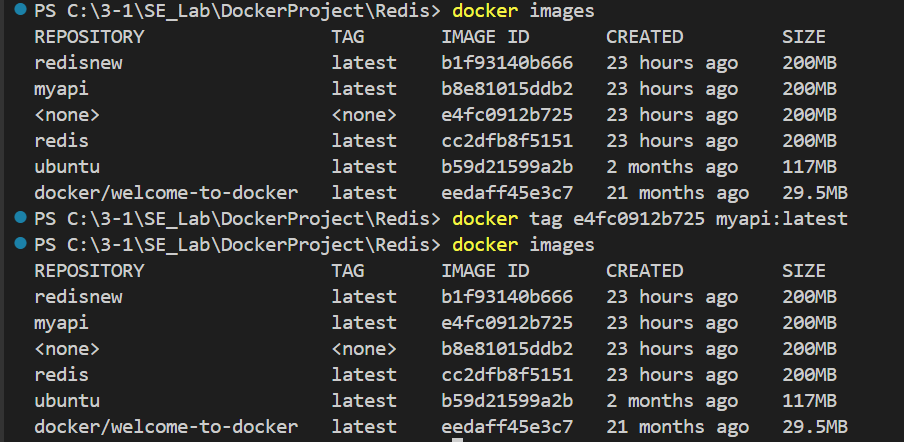 PS C:\3-1\SE_Lab\DockerProject\Redis> docker images
REPOSITORY TAG IMAGE ID CREATED SIZE
redisnew latest b1f93140b666 23 hours ago 200MB
myapi latest b8e81015ddb2 23 hours ago 200MB
<none> <none> e4fc0912b725 23 hours ago 200MB
redis latest cc2dfb8f5151 23 hours ago 200MB
ubuntu latest b59d21599a2b 2 months ago 117MB
docker/welcome-to-docker latest eedaff45e3c7 21 months ago 29.5MB
PS C:\3-1\SE_Lab\DockerProject\Redis> docker tag e4fc0912b725 myapi:latest
PS C:\3-1\SE_Lab\DockerProject\Redis> docker images
REPOSITORY TAG IMAGE ID CREATED SIZE
redisnew latest b1f93140b666 23 hours ago 200MB
myapi latest e4fc0912b725 23 hours ago 200MB
<none> <none> b8e81015ddb2 23 hours ago 200MB
redis latest cc2dfb8f5151 23 hours ago 200MB
ubuntu latest b59d21599a2b 2 months ago 117MB
docker/welcome-to-docker latest eedaff45e3c7 21 months ago 29.5MB